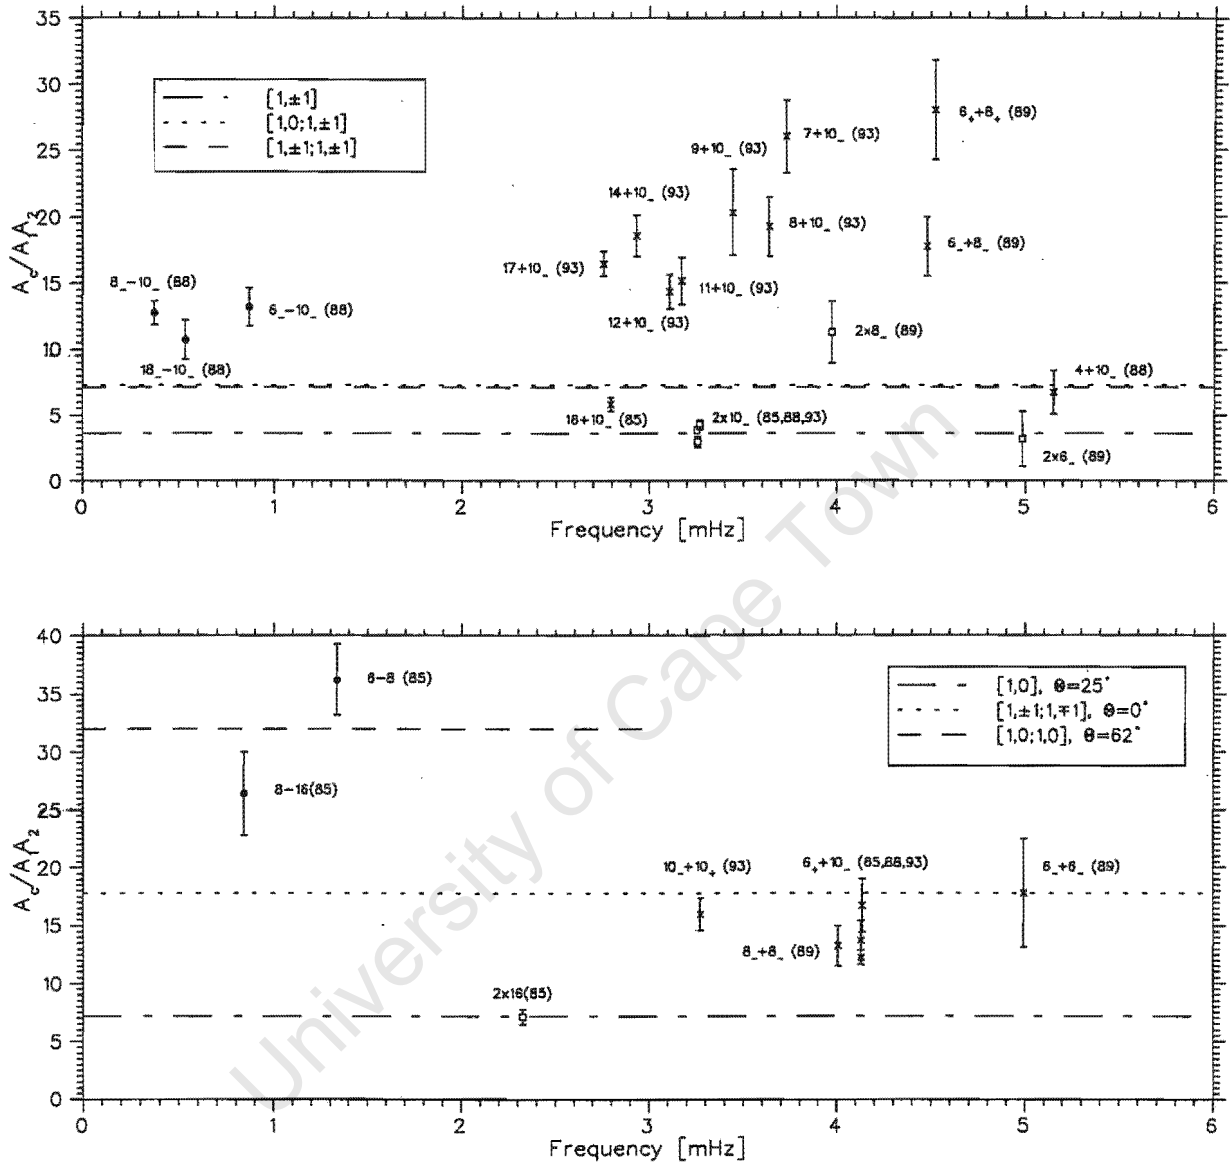 35
30
25
20
15
10
5
0
A_c/A_1A_2
[1,±1]
[1,0;1,±1]
[1,±1;1,±1]
8_-−10_- (88)
18_-−10_- (88)
6_-−10_- (88)
17+10_- (93)
14+10_- (93)
12+10_- (93)
11+10_- (93)
9+10_- (93)
8+10_- (93)
7+10_- (93)
6_++8_+ (89)
6_-+8_- (89)
2x8_- (89)
4+10_- (88)
18+10_- (85)
2x10_- (85,88,93)
2x6_- (89)
0 1 2 3 4 5 6
Frequency [mHz]
40
35
30
25
20
15
10
5
0
A_c/A_1A_2
6−8 (85)
8−16(85)
[1,0], Θ=25°
[1,±1;1,∓1], Θ=0°
[1,0;1,0], Θ=62°
10_-+10_+ (93)
6_++10_- (85,88,93)
6_-+6_- (89)
8_-+8_- (89)
2x16(85)
0 1 2 3 4 5 6
Frequency [mHz]
University of Cape Town